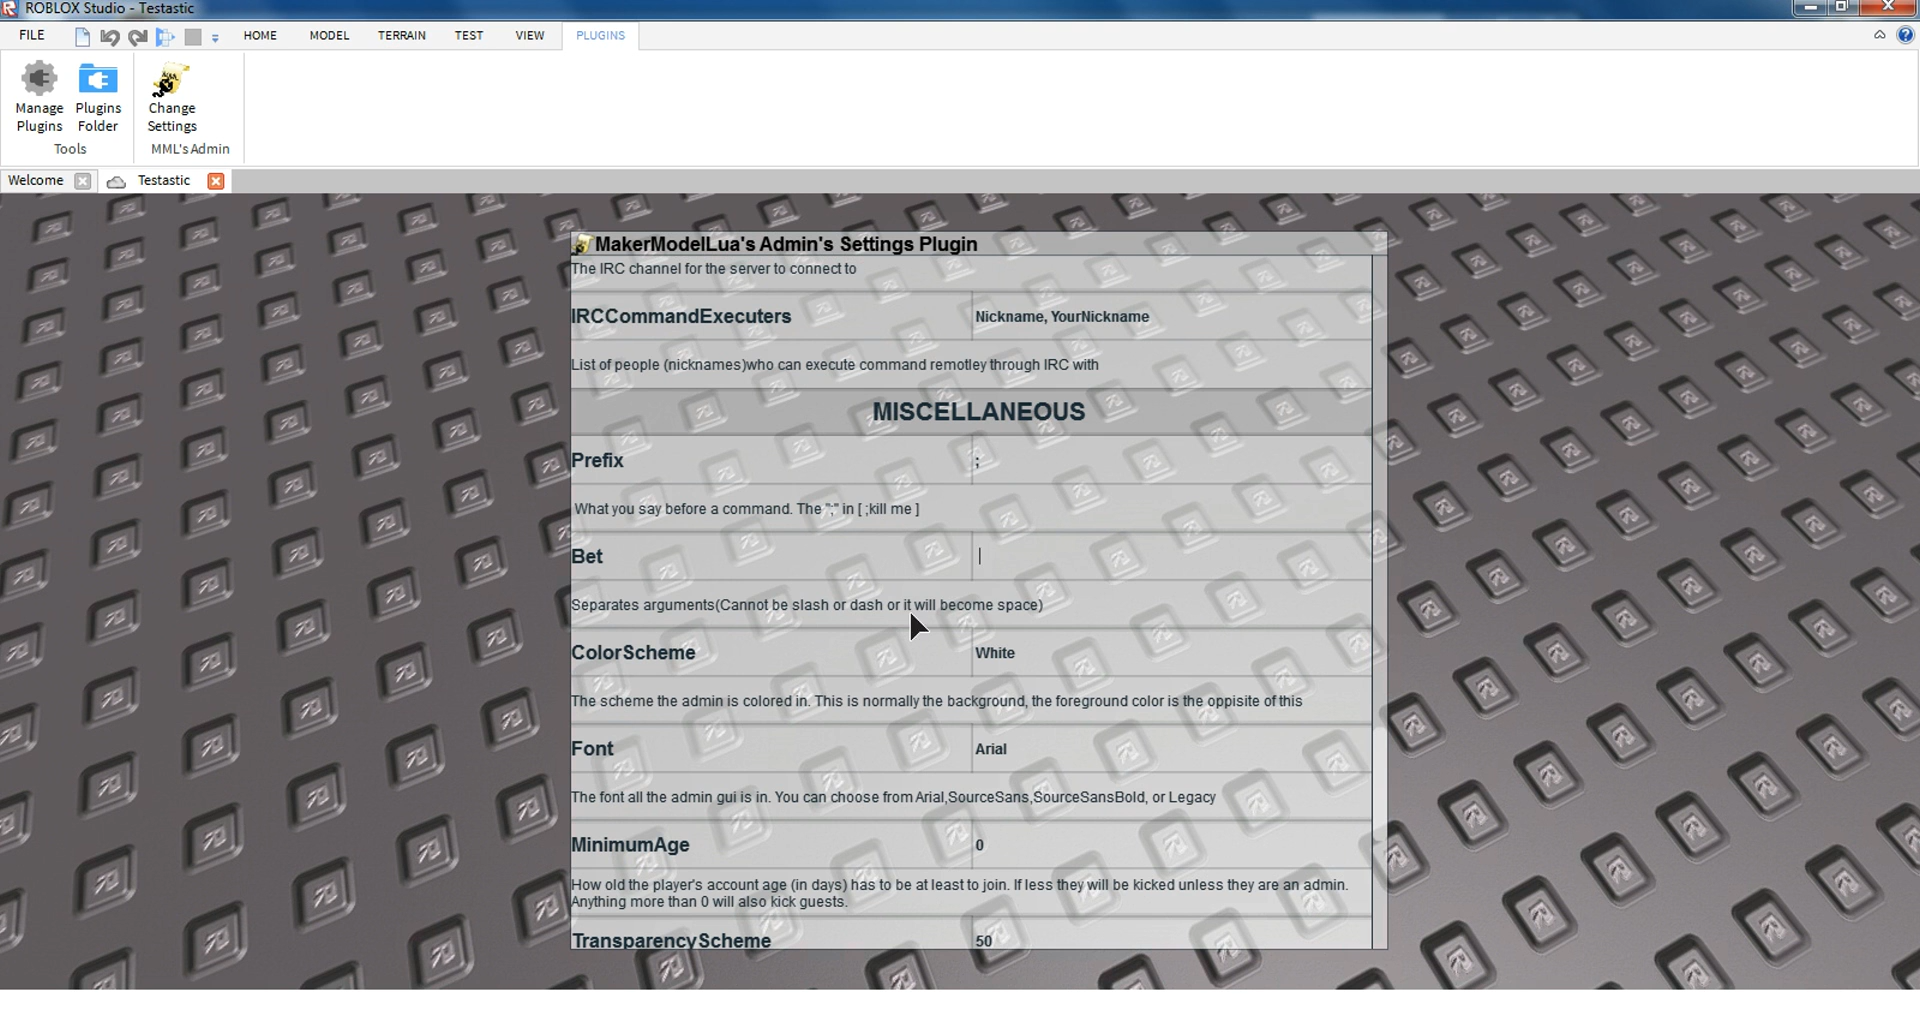 ROBLOX Studio - Testastic
FILE HOME MODEL TERRAIN TEST VIEW PLUGINS
Manage Plugins
Plugins Folder
Change Settings
Tools
MML's Admin
Welcome
Testastic
MakerModelLua's Admin's Settings Plugin
The IRC channel for the server to connect to
IRCCommandExecuters
Nickname, YourNickname
List of people (nicknames)who can execute command remotley through IRC with
MISCELLANEOUS
Prefix
;
What you say before a command. The ";" in [ ;kill me ]
Bet
Separates arguments(Cannot be slash or dash or it will become space)
ColorScheme
White
The scheme the admin is colored in. This is normally the background, the foreground color is the oppisite of this
Font
Arial
The font all the admin gui is in. You can choose from Arial,SourceSans,SourceSansBold, or Legacy
MinimumAge
0
How old the player's account age (in days) has to be at least to join. If less they will be kicked unless they are an admin.
Anything more than 0 will also kick guests.
TransparencyScheme
50